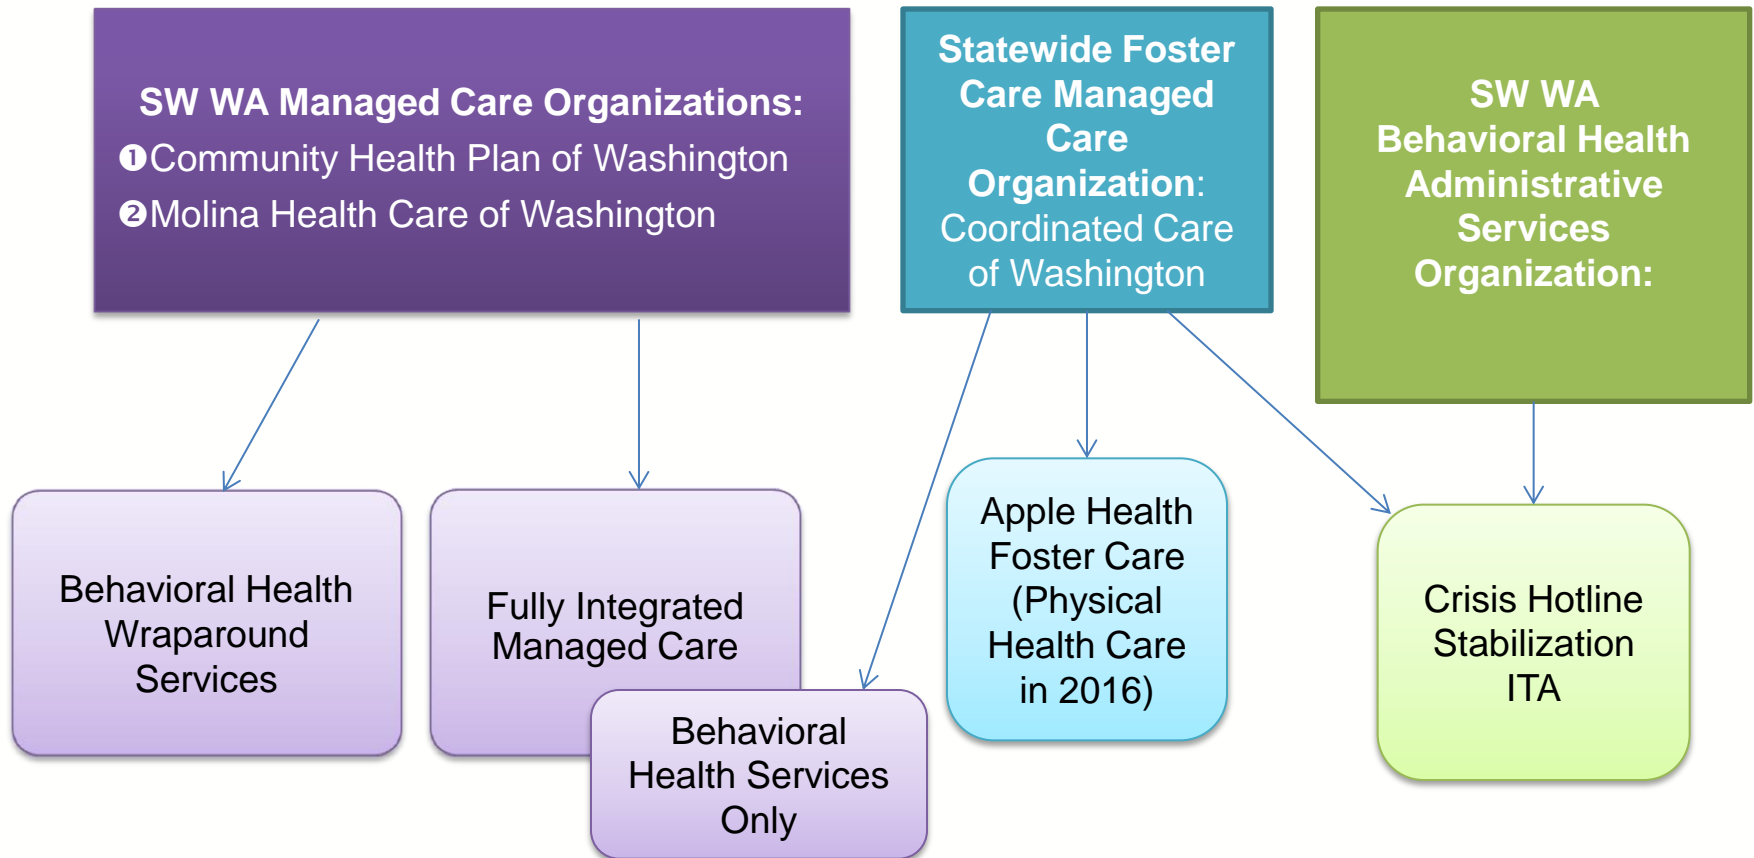 SW WA Managed Care Organizations:
❶Community Health Plan of Washington
❷Molina Health Care of Washington
Statewide Foster
Care Managed
Care
Organization:
Coordinated Care
of Washington
SW WA
Behavioral Health
Administrative
Services
Organization:
Behavioral Health
Wraparound
Services
Fully Integrated
Managed Care
Behavioral
Health Services
Only
Apple Health
Foster Care
(Physical
Health Care
in 2016)
Crisis Hotline
Stabilization
ITA